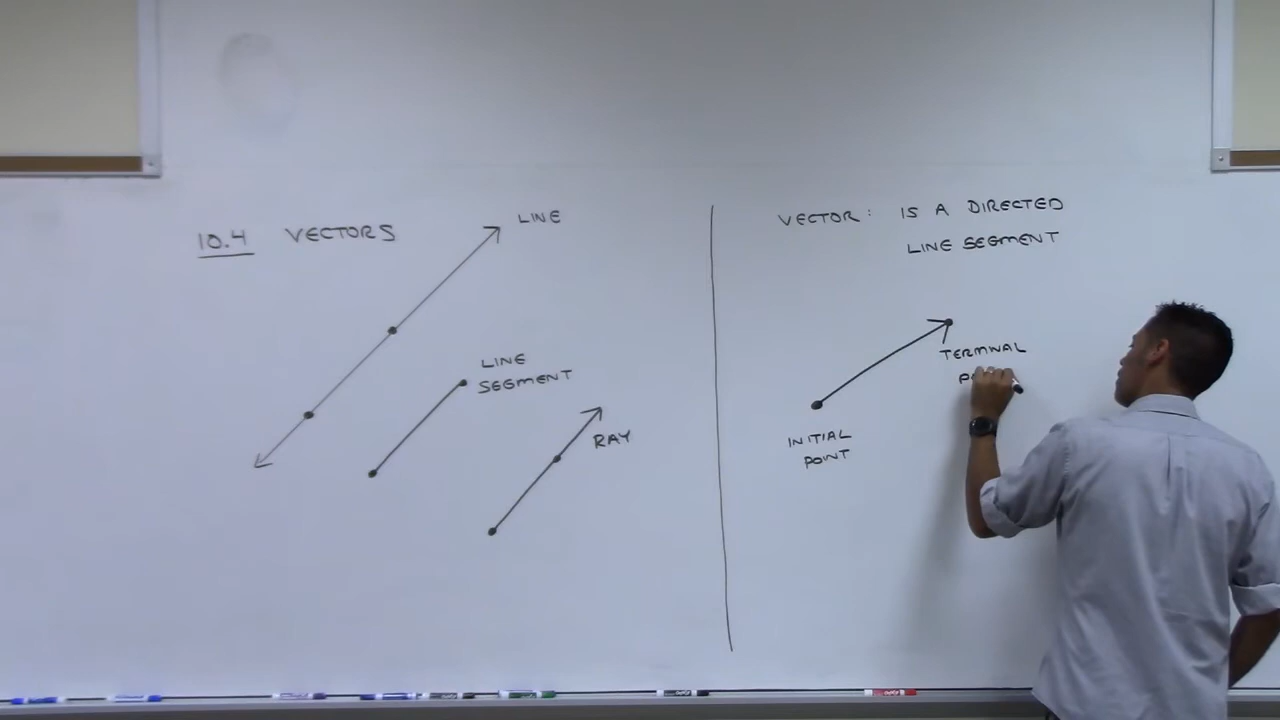 10.4 VECTORS
LINE
LINE
SEGMENT
RAY
VECTOR: IS A DIRECTED
LINE SEGMENT
TERMINAL
INITIAL
POINT